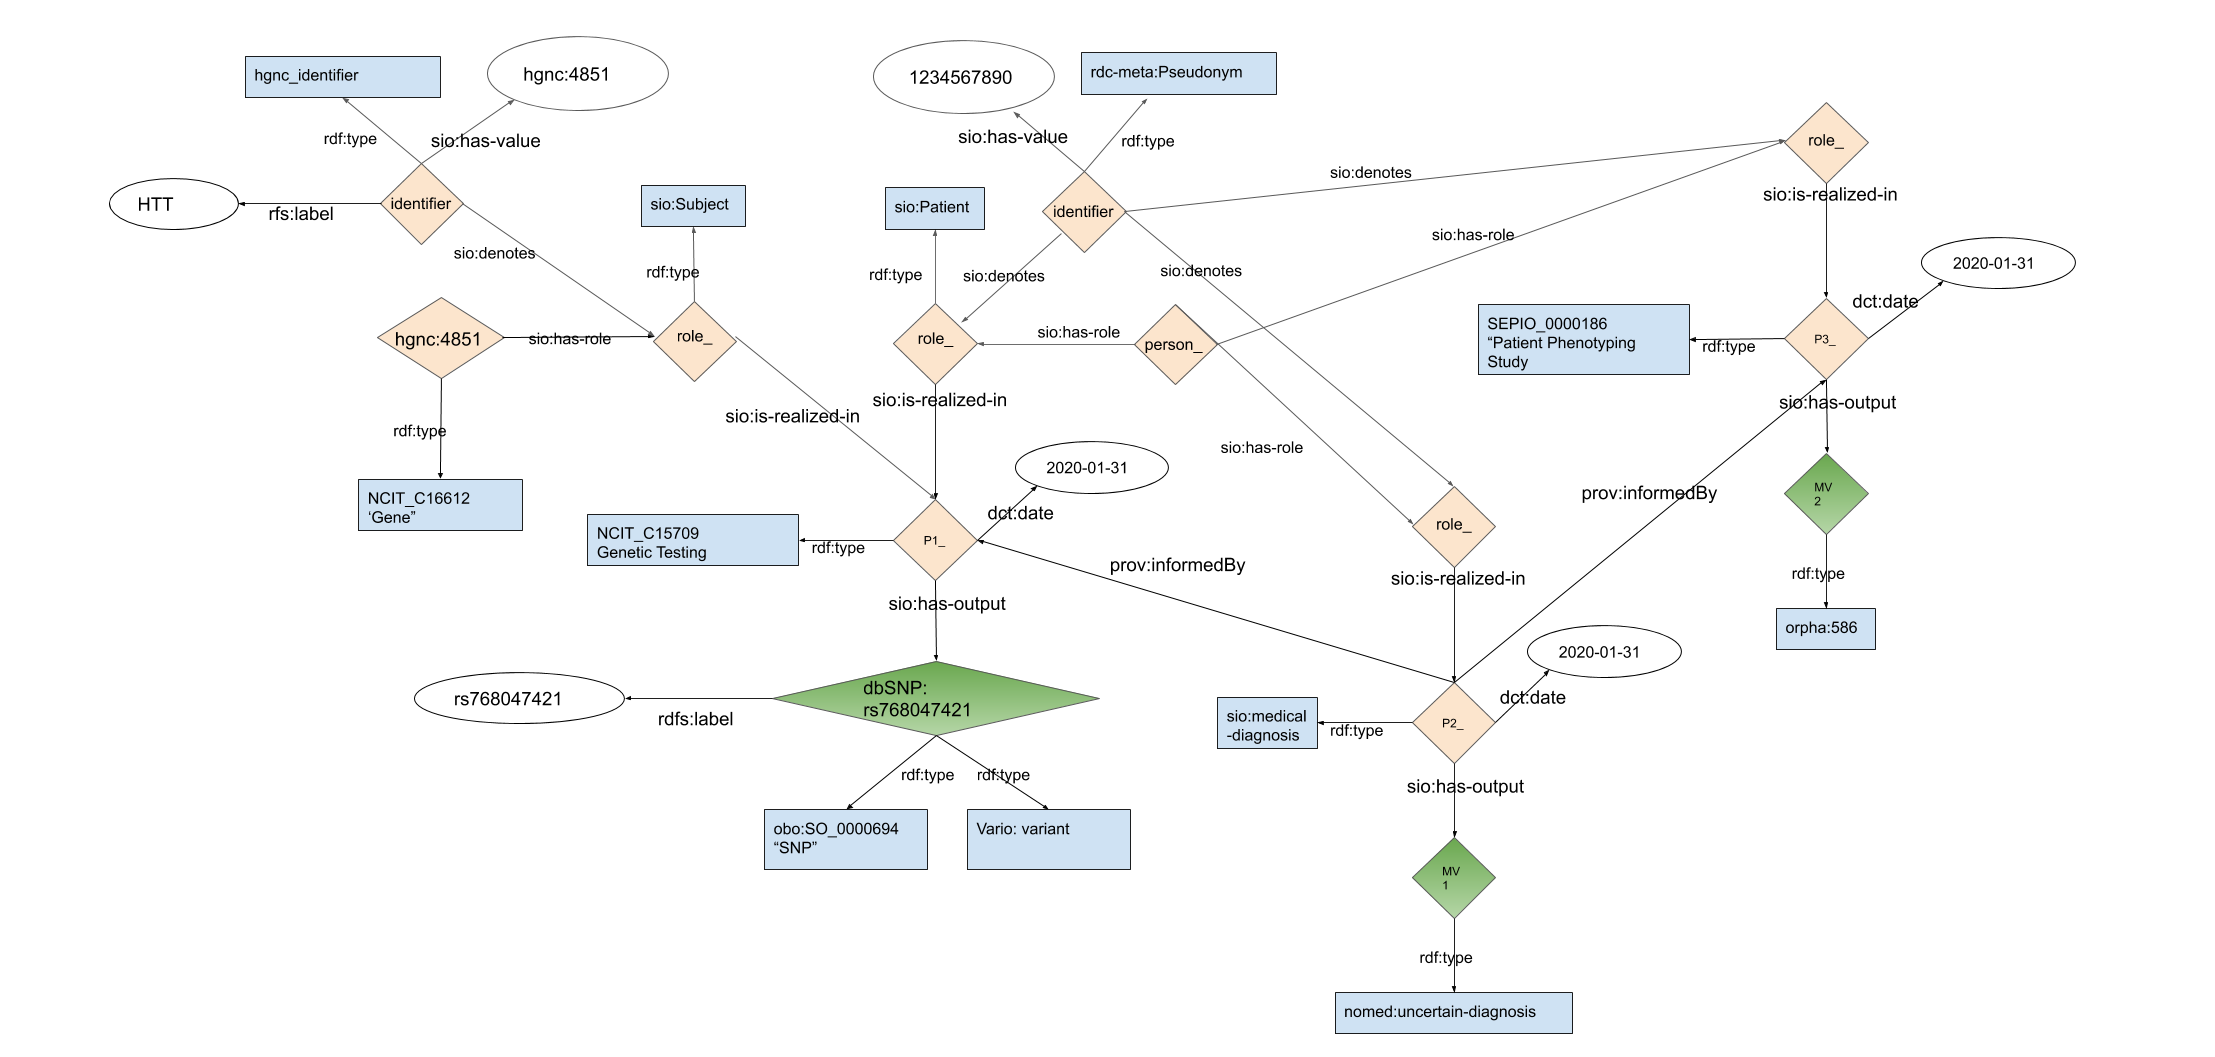 hgnc_identifier
hgnc:4851
1234567890
rdc-meta:Pseudonym
rdf:type
sio:has-value
sio:has-value
rdf:type
role_
sio:denotes
HTT
rfs:label
identifier
sio:Subject
sio:Patient
identifier
sio:is-realized-in
sio:denotes
rdf:type
rdf:type
sio:denotes
sio:denotes
sio:has-role
2020-01-31
dct:date
hgnc:4851
sio:has-role
role_
role_
sio:has-role
person_
SEPIO_0000186
“Patient Phenotyping
Study
rdf:type
P3_
rdf:type
sio:is-realized-in
sio:is-realized-in
sio:has-role
sio:has-output
NCIT_C16612
‘Gene”
2020-01-31
dct:date
prov:informedBy
MV
2
NCIT_C15709
Genetic Testing
rdf:type
P1_
role_
prov:informedBy
sio:is-realized-in
rdf:type
sio:has-output
orpha:586
2020-01-31
dct:date
rs768047421
rdfs:label
dbSNP:
rs768047421
sio:medical
-diagnosis
rdf:type
P2_
rdf:type
rdf:type
sio:has-output
obo:SO_0000694
“SNP”
Vario: variant
MV
1
rdf:type
nomed:uncertain-diagnosis